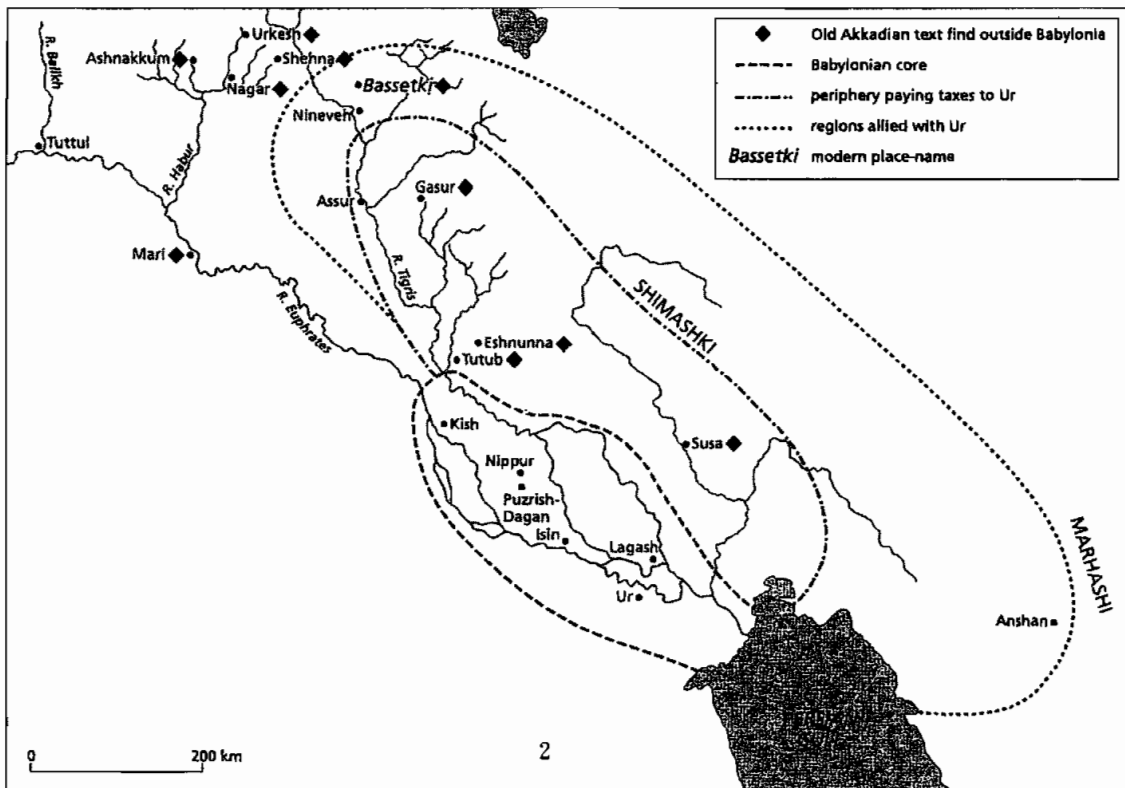 Old Akkadian text find outside Babylonia
Babylonian core
periphery paying taxes to Ur
regions allied with Ur
Bassetki modern place-name
R. Balikh
Urkesh
Ashnakkum
Shehna
Nagar
Bassetki
Nineveh
Tuttul
R. Habur
Assur
Gasur
Mari
R. Tigris
R. Euphrates
SHIMASHKI
Eshnunna
Tutub
Kish
Susa
Nippur
Puzrish-
Dagan
Isin
Lagash
Ur
MARHASHI
Anshan
0 200 km
2